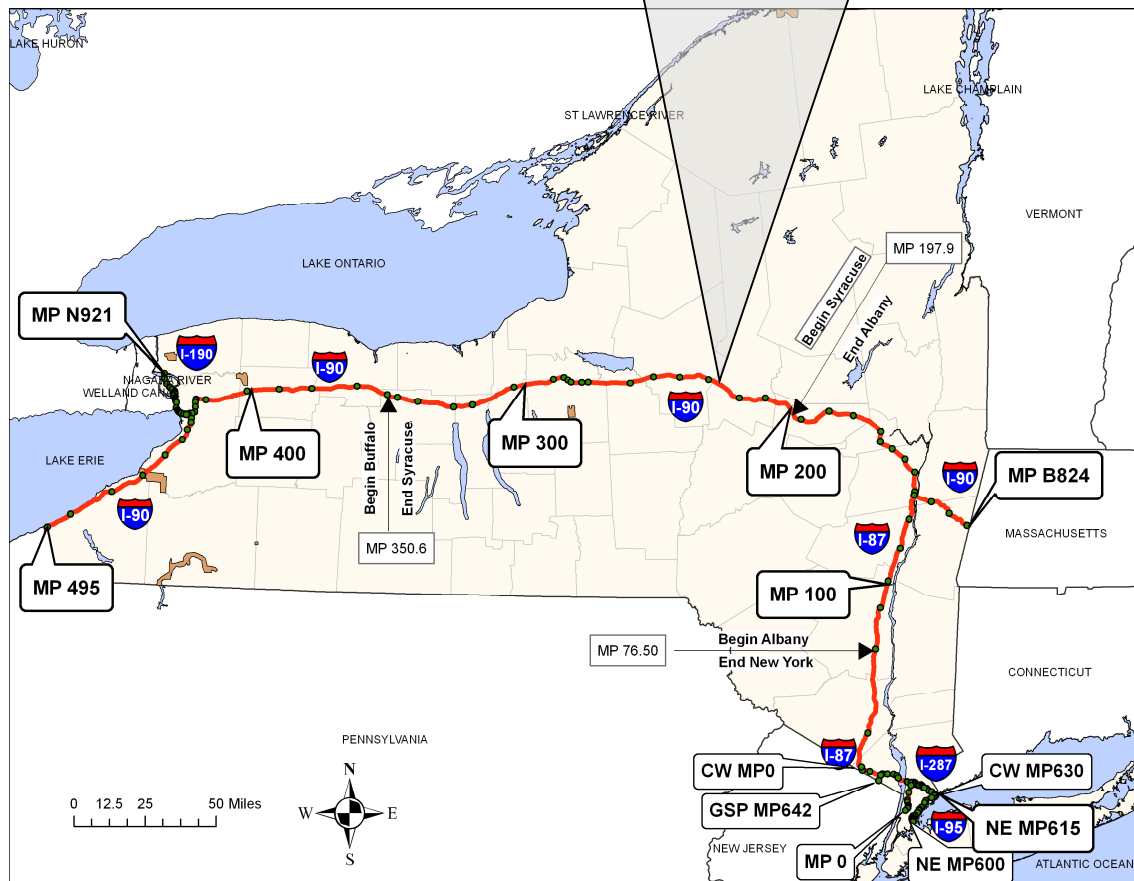 LAKE HURON
LAKE CHAMPLAIN
ST LAWRENCE RIVER
VERMONT
MP 197.9
LAKE ONTARIO
Begin Syracuse
End Albany
MP N921
I-190
I-90
NIAGARA RIVER
WELLAND CANAL
I-90
MP 400
MP 300
MP 200
I-90
MP B824
LAKE ERIE
Begin Buffalo
End Syracuse
I-90
MASSACHUSETTS
I-87
MP 350.6
MP 495
MP 100
MP 76.50
Begin Albany
End New York
CONNECTICUT
PENNSYLVANIA
I-87
I-287
CW MP0
CW MP630
N
W
E
S
0 12.5 25 50 Miles
GSP MP642
I-95
NE MP615
NEW JERSEY
MP 0
NE MP600
ATLANTIC OCEAN